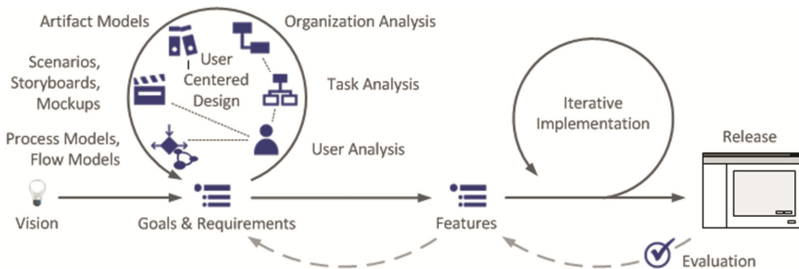 Artifact Models
Organization Analysis
User
Centered
Design
Scenarios,
Storyboards,
Mockups
Task Analysis
Process Models,
Flow Models
User Analysis
Iterative
Implementation
Release
Vision
Goals & Requirements
Features
Evaluation